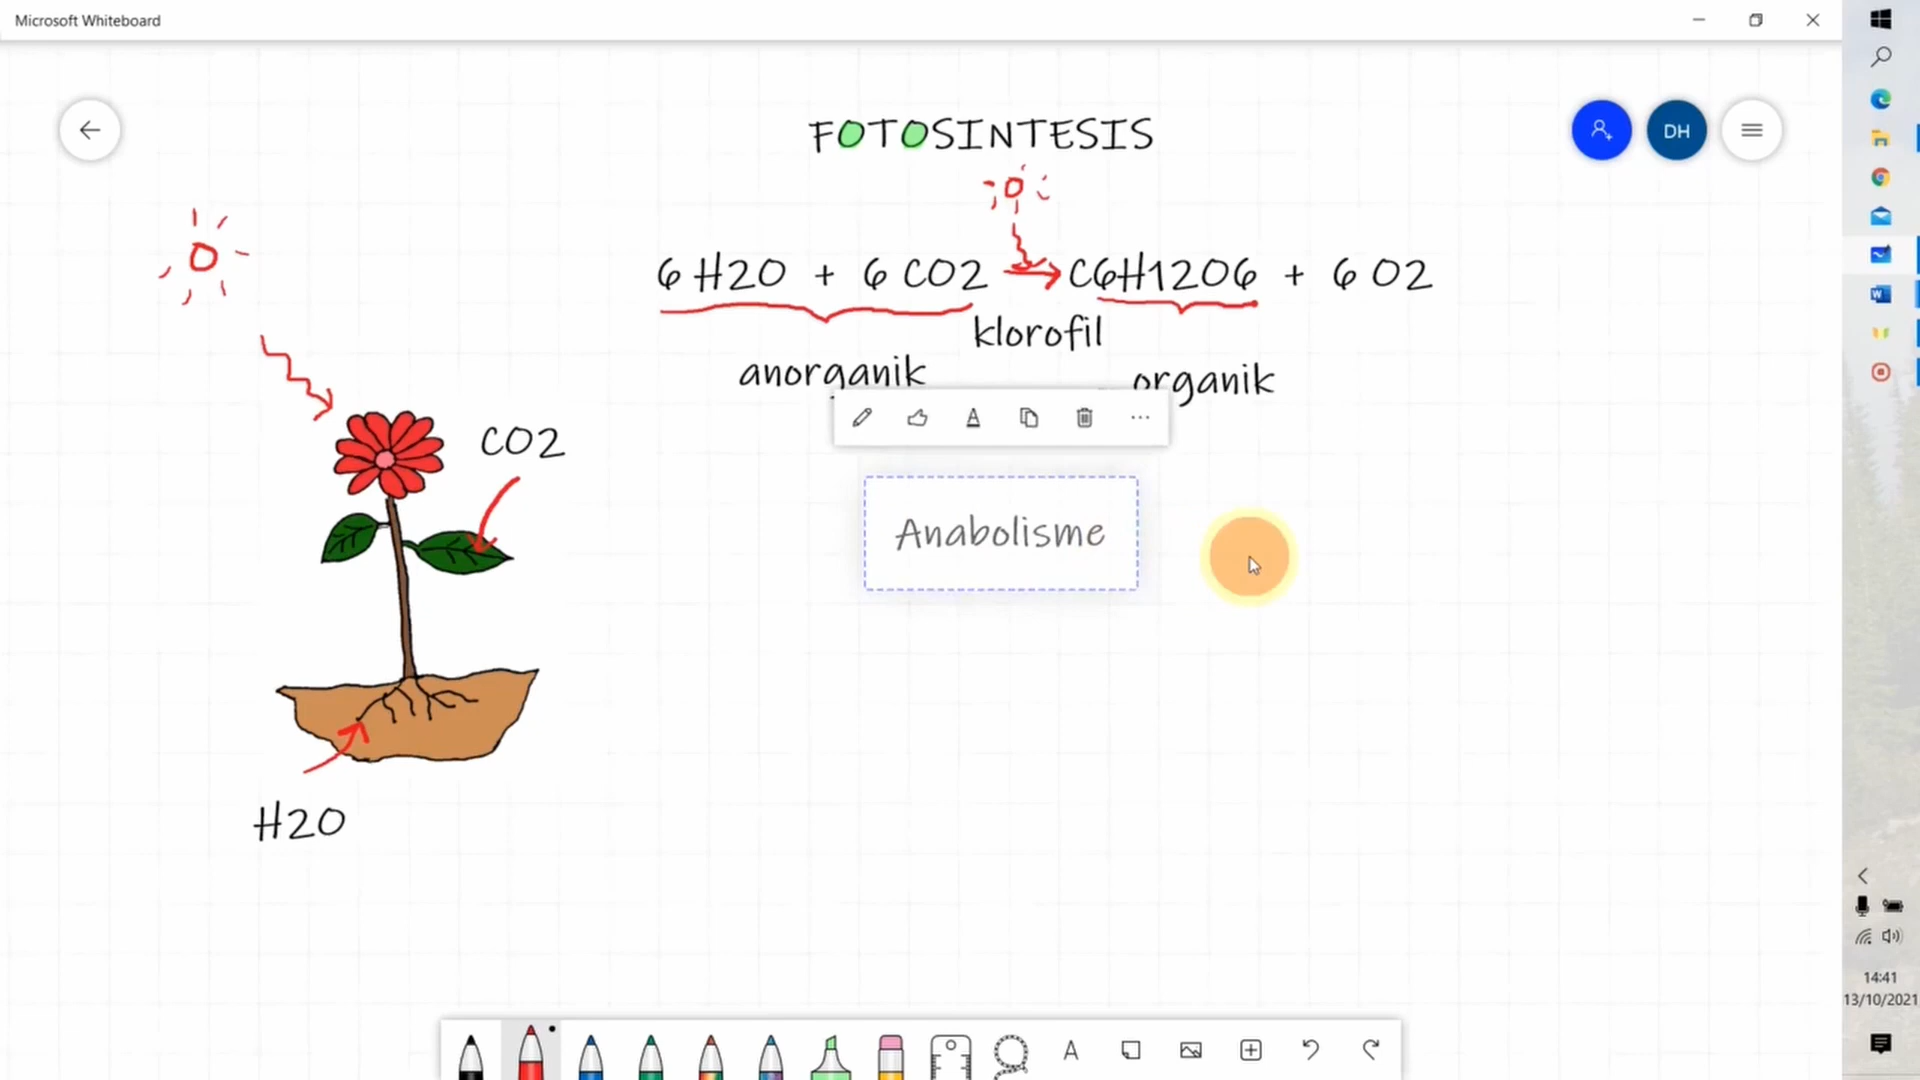 Microsoft Whiteboard
FOTOSINTESIS
DH
6 H2O + 6 CO2 C6H12O6 + 6 O2
klorofil
anorganik
organik
CO2
Anabolisme
H2O
14:41
13/10/2021